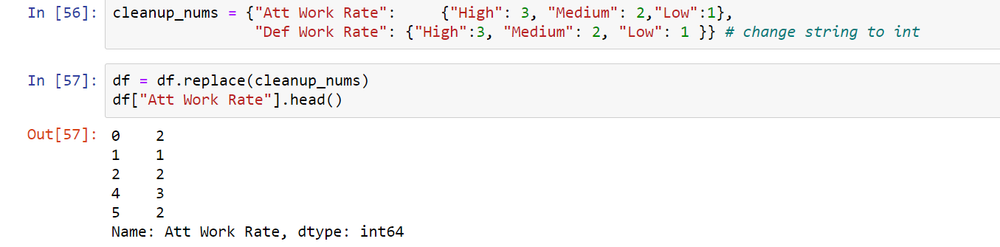 In [56]: cleanup_nums = {"Att Work Rate":     {"High": 3, "Medium": 2,"Low":1},
                "Def Work Rate": {"High":3, "Medium": 2, "Low": 1 }} # change string to int
In [57]: df = df.replace(cleanup_nums)
df["Att Work Rate"].head()
Out[57]: 0    2
1    1
2    2
4    3
5    2
Name: Att Work Rate, dtype: int64